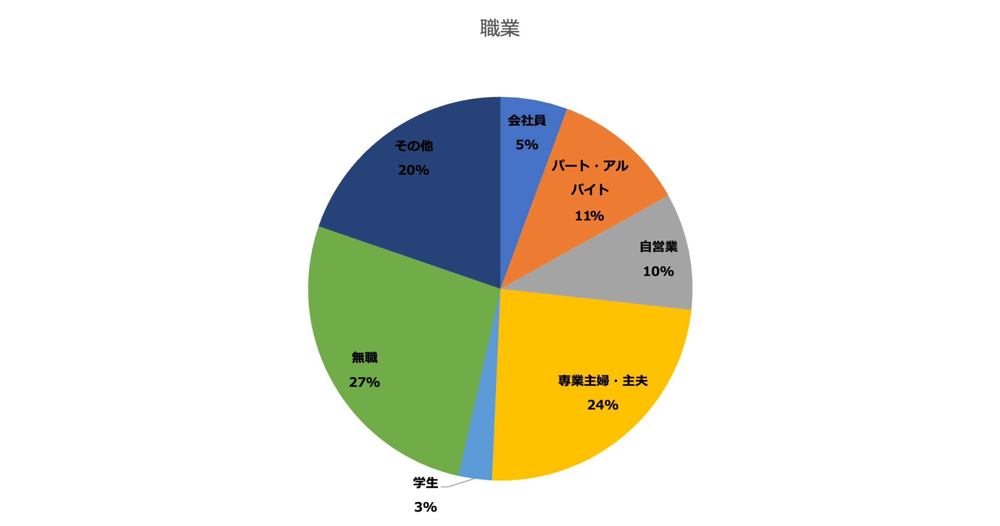 職業
会社員
5%
パート・アル
バイト
11%
自営業
10%
専業主婦・主夫
24%
学生
3%
無職
27%
その他
20%